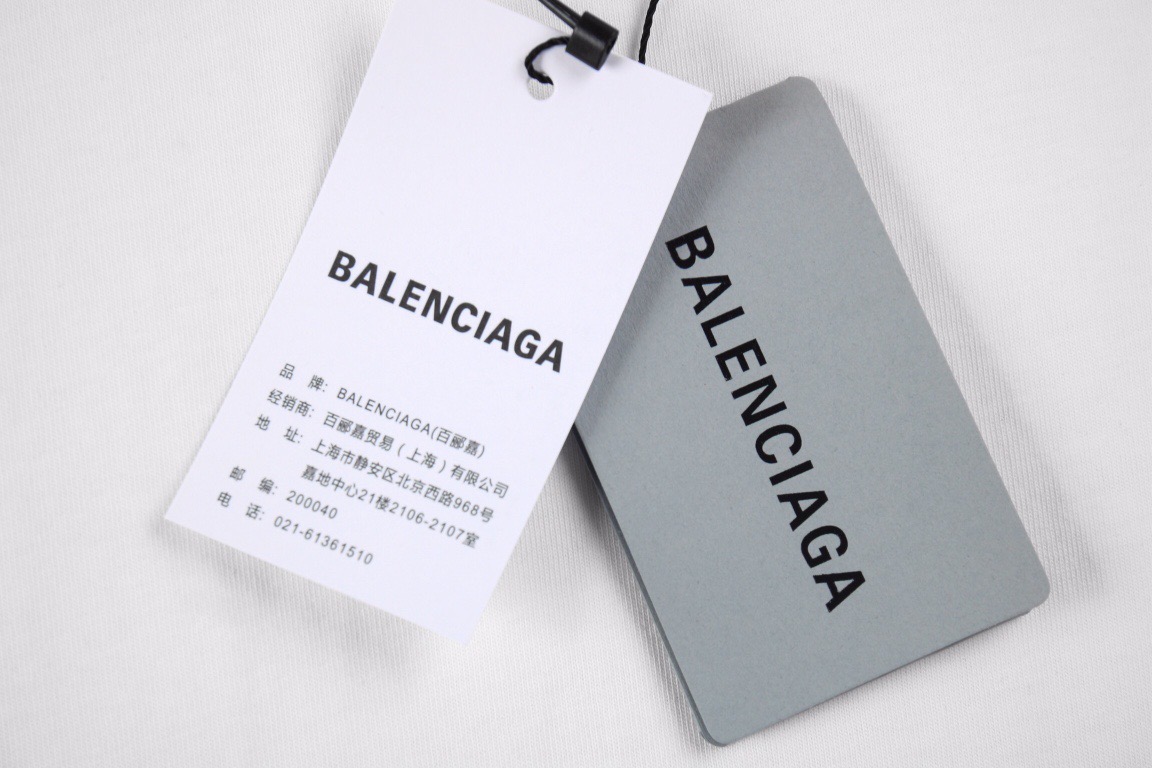 BALENCIAGA
品 牌: BALENCIAGA(百郦嘉)
经销商: 百郦嘉贸易（上海）有限公司
地 址: 上海市静安区北京西路968号
嘉地中心21楼2106-2107室
邮 编: 200040
电 话: 021-61361510
BALENCIAGA